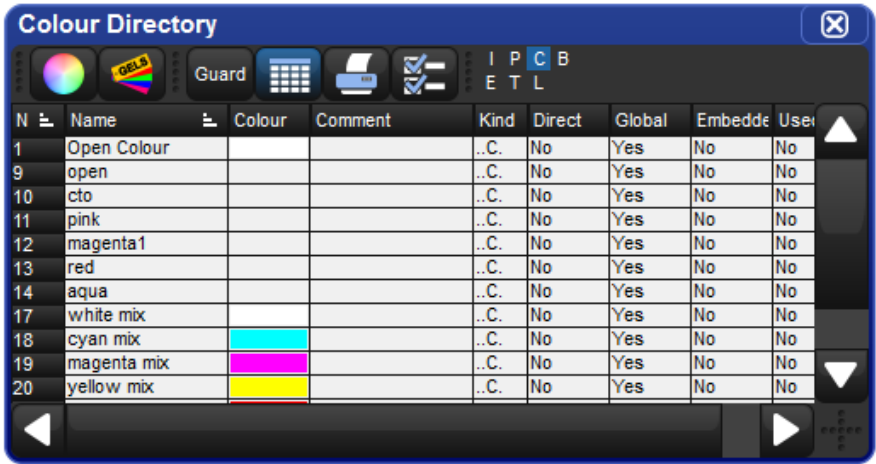 Colour Directory
GELS Guard I P C B
E T L
N Name Colour Comment Kind Direct Global Embedde Used
1 Open Colour ..C. No Yes No No
9 open ..C. No Yes No No
10 cto ..C. No Yes No No
11 pink ..C. No Yes No No
12 magenta1 ..C. No Yes No No
13 red ..C. No Yes No No
14 aqua ..C. No Yes No No
17 white mix ..C. No Yes No No
18 cyan mix ..C. No Yes No No
19 magenta mix ..C. No Yes No No
20 yellow mix ..C. No Yes No No